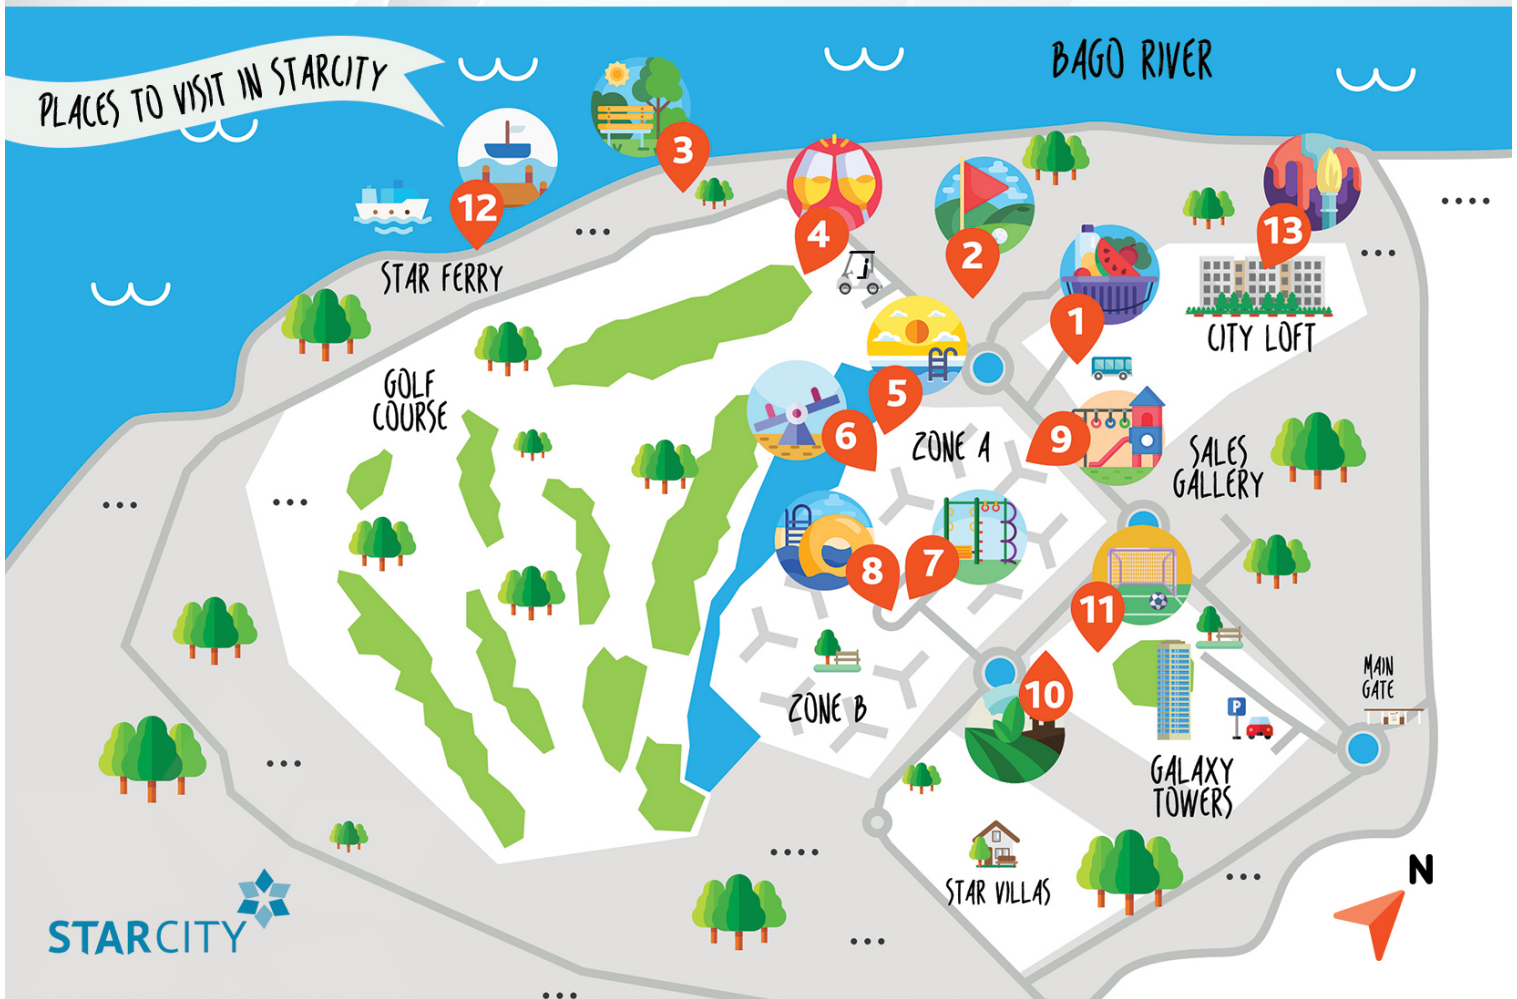 PLACES TO VISIT IN STARCITY
BAGO RIVER
3
12
4
2
13
STAR FERRY
1
CITY LOFT
GOLF
COURSE
5
6
ZONE A
9
SALES
GALLERY
8
7
11
MAIN
GATE
10
ZONE B
P
GALAXY
TOWERS
STAR VILLAS
N
STARCITY